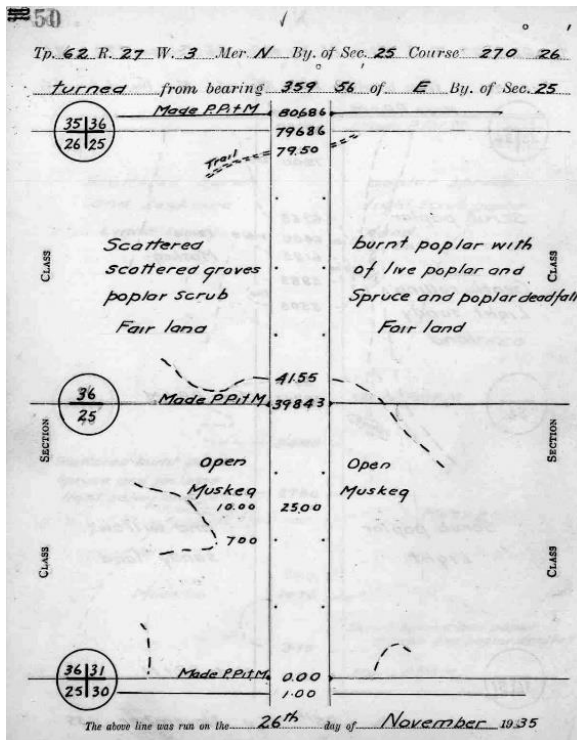 50
Tp. 62 R. 27 W. 3 Mer N By. of Sec. 25 Course 270 26
turned from bearing 359 56 of E By. of Sec. 25
Made P.Pit M 80686
35 36
79686
26 25
Trail 79.50
Scattered burnt poplar with
scattered groves of live poplar and
CLASS CLASS
poplar scrub Spruce and poplar deadfall
Fair land Fair land
41.55
36
Made P.Pit M 39843
25
SECTION SECTION
Open Open
Muskeg Muskeg
10.00 25.00
7.00
CLASS CLASS
36 31
Made P.Pit M 0.00
25 30
1.00
The above line was run on the 26th day of November 1935